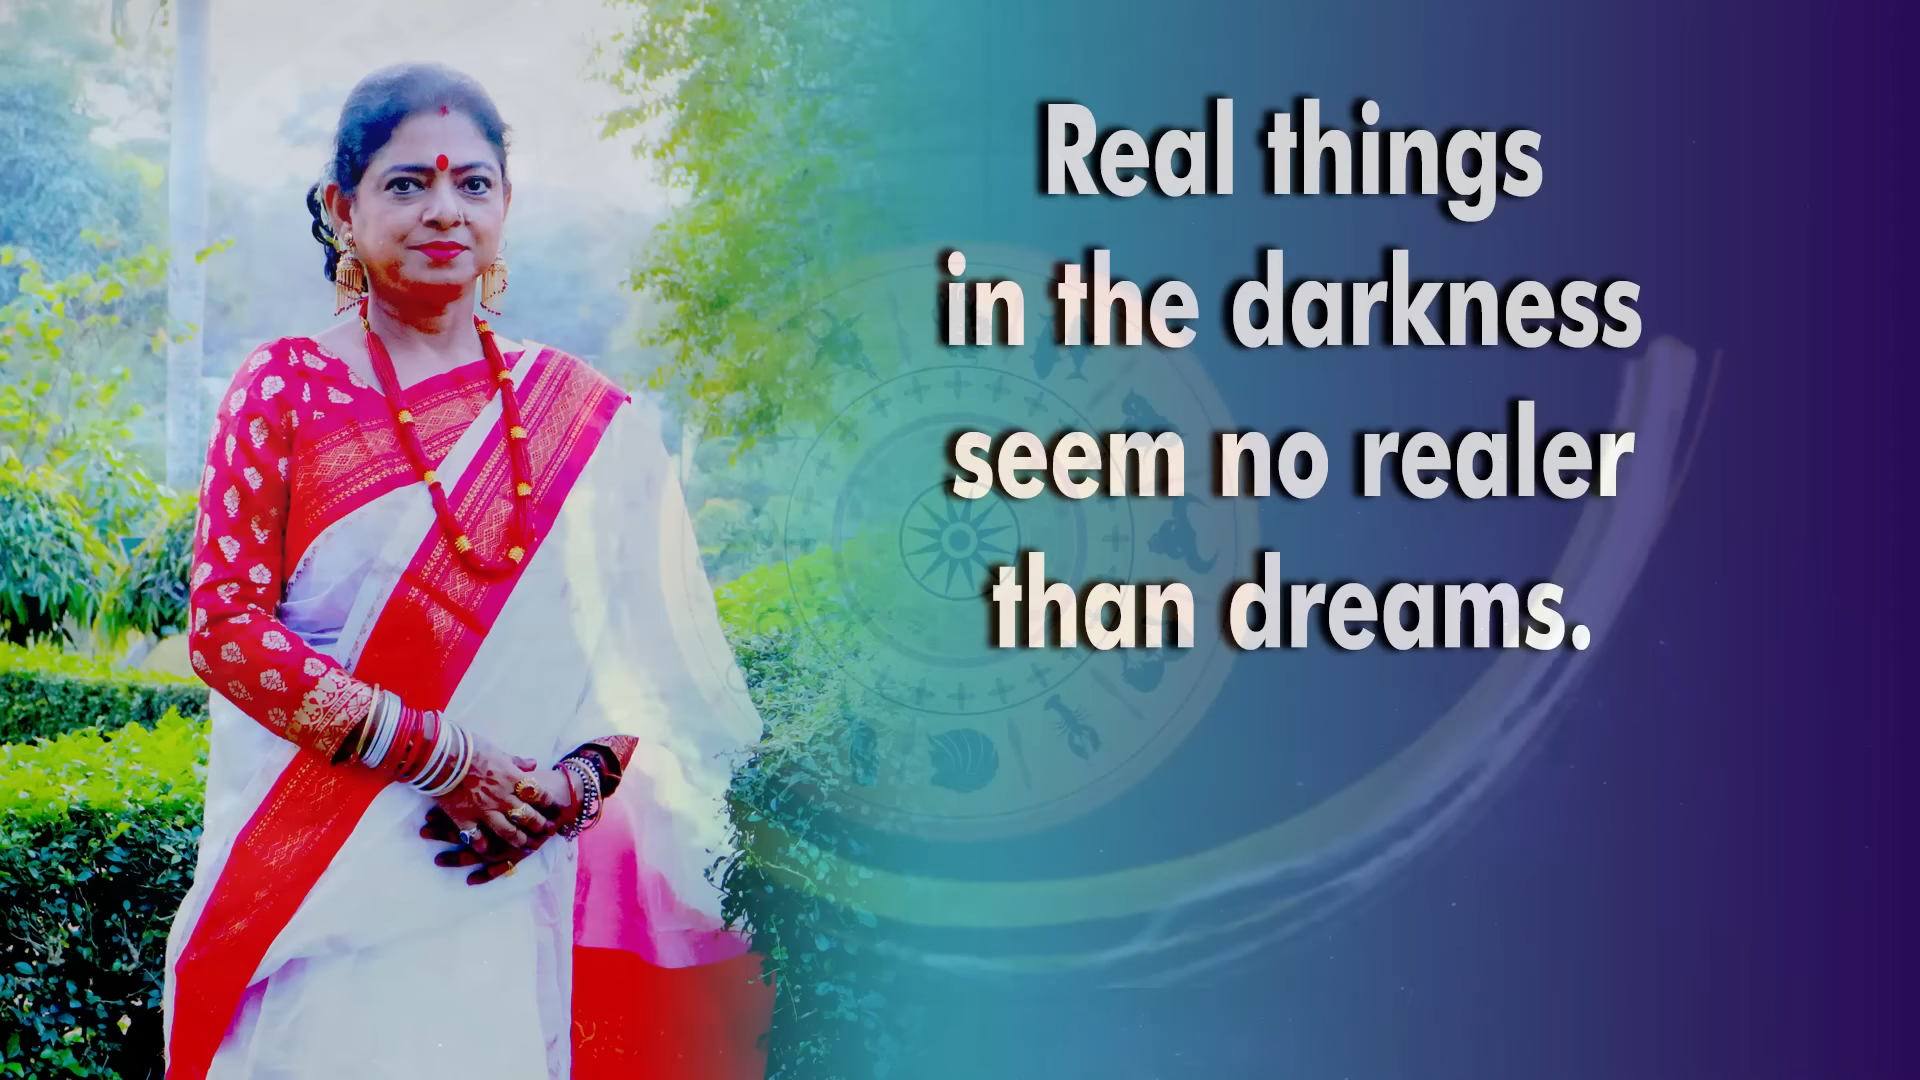 Real things
in the darkness
seem no realer
than dreams.